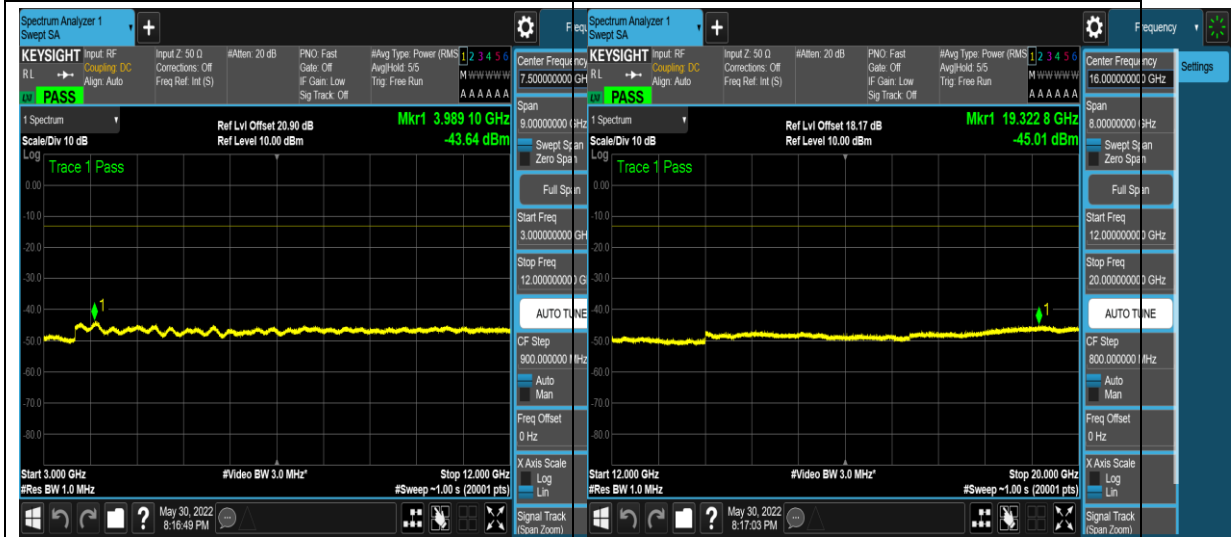 Spectrum Analyzer 1
Swept SA
+
KEYSIGHT
RL
PASS
Input: RF
Coupling: DC
Align: Auto
Input Z: 50 Ω
Corrections: Off
Freq Ref: Int (S)
#Atten: 20 dB
PNO: Fast
Gate: Off
IF Gain: Low
Sig Track: Off
#Avg Type: Power (RMS
Avg|Hold: 5/5
Trig: Free Run
1 2 3 4 5 6
M W W W W W
A A A A A A
1 Spectrum
Scale/Div 10 dB
Log
Ref Lvl Offset 20.90 dB
Ref Level 10.00 dBm
Mkr1 3.989 10 GHz
-43.64 dBm
Trace 1 Pass
0.00
-10.0
-20.0
-30.0
-40.0
-50.0
-60.0
-70.0
-80.0
1
Start 3.000 GHz
#Res BW 1.0 MHz
#Video BW 3.0 MHz*
Stop 12.000 GHz
#Sweep ~1.00 s (20001 pts)
May 30, 2022
8:16:49 PM
Frequ
Center Frequency
7.500000000 GH
Span
9.00000000 GHz
Swept Span
Zero Span
Full Span
Start Freq
3.000000000 GH
Stop Freq
12.00000000 G
AUTO TUNE
CF Step
900.000000 MHz
Auto
Man
Freq Offset
0 Hz
X Axis Scale
Log
Lin
Signal Track
(Span Zoom)
Spectrum Analyzer 1
Swept SA
+
KEYSIGHT
RL
PASS
Input: RF
Coupling: DC
Align: Auto
Input Z: 50 Ω
Corrections: Off
Freq Ref: Int (S)
#Atten: 20 dB
PNO: Fast
Gate: Off
IF Gain: Low
Sig Track: Off
#Avg Type: Power (RMS
Avg|Hold: 5/5
Trig: Free Run
1 2 3 4 5 6
M W W W W W
A A A A A A
1 Spectrum
Scale/Div 10 dB
Log
Ref Lvl Offset 18.17 dB
Ref Level 10.00 dBm
Mkr1 19.322 8 GHz
-45.01 dBm
Trace 1 Pass
0.00
-10.0
-20.0
-30.0
-40.0
-50.0
-60.0
-70.0
-80.0
1
Start 12.000 GHz
#Res BW 1.0 MHz
#Video BW 3.0 MHz*
Stop 20.000 GHz
#Sweep ~1.00 s (20001 pts)
May 30, 2022
8:17:03 PM
Frequency
Settings
Center Frequency
16.000000000 GHz
Span
8.00000000 GHz
Swept Span
Zero Span
Full Span
Start Freq
12.000000000 GHz
Stop Freq
20.000000000 GHz
AUTO TUNE
CF Step
800.000000 MHz
Auto
Man
Freq Offset
0 Hz
X Axis Scale
Log
Lin
Signal Track
(Span Zoom)